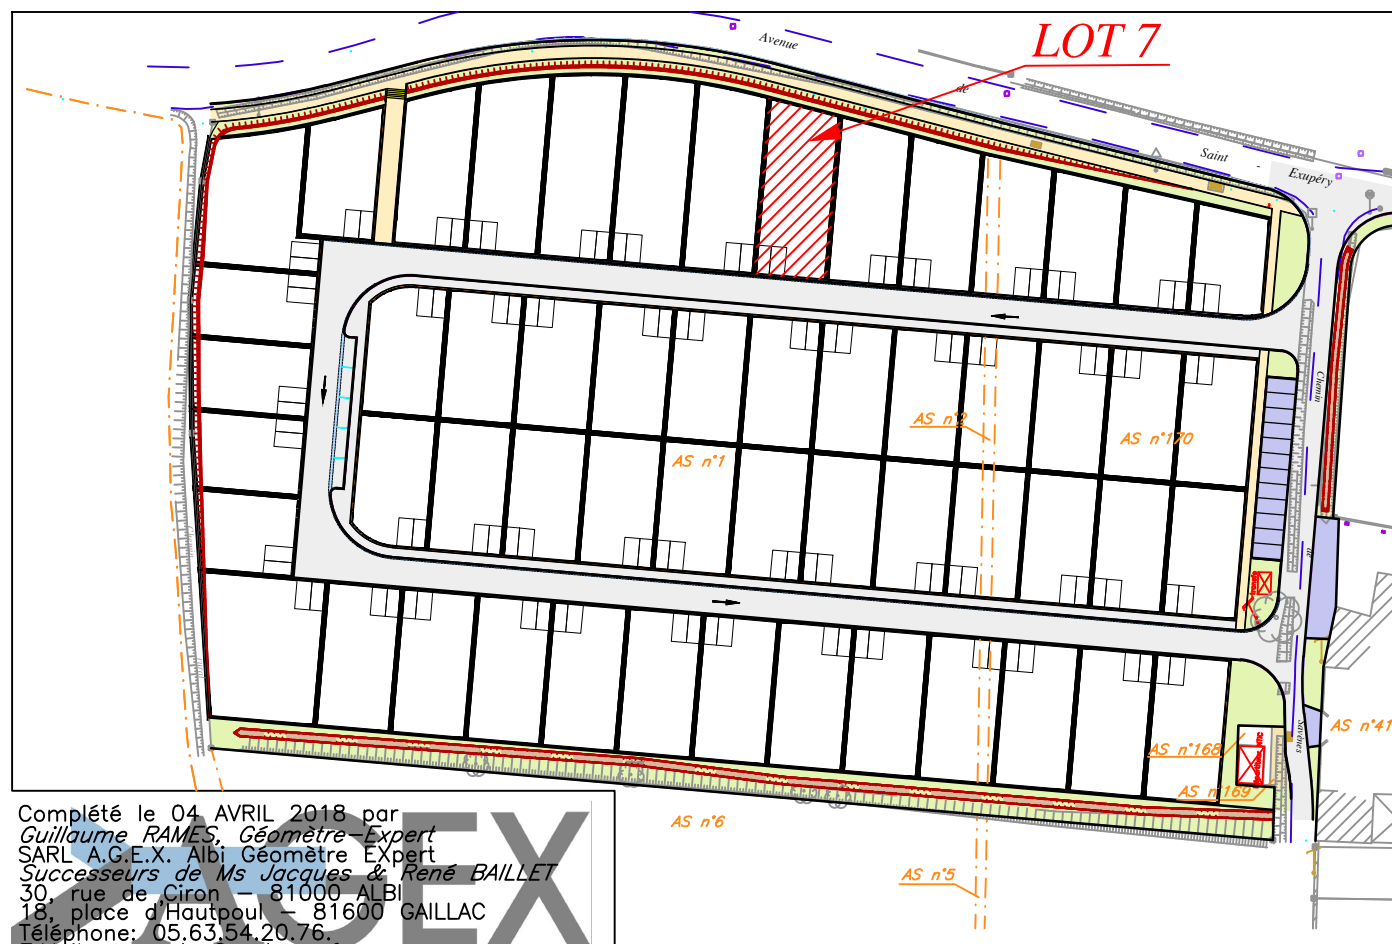 LOT 7
Avenue
de
Saint
Exupéry
Chemin
de
Savènes
AS n°2
AS n°170
AS n°1
AS n°41
AS n°168
AS n°169
AS n°6
AS n°5
Complété le 04 AVRIL 2018 par
Guillaume RAMES, Géomètre-Expert
SARL A.G.E.X. Albi Géomètre EXpert
Successeurs de Ms Jacques & René BAILLET
30, rue de Ciron - 81000 ALBI
18, place d'Hautpoul - 81600 GAILLAC
Téléphone: 05.63.54.20.76.
AGEX